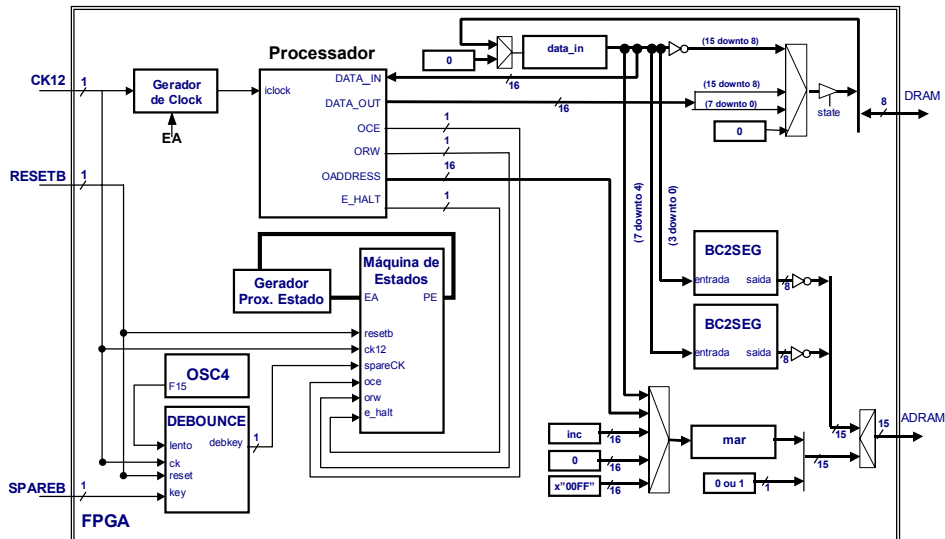 Processador
0
data_in
(15 downto 8)
CK12
1
Gerador
de Clock
EA
iclock
DATA_IN
16
DATA_OUT
16
(15 downto 8)
(7 downto 0)
0
state
8
DRAM
OCE
1
ORW
1
OADDRESS
16
E_HALT
1
RESETB
1
(7 downto 4)
(3 downto 0)
BC2SEG
entrada
saida
8
BC2SEG
entrada
saida
8
Gerador
Prox. Estado
Máquina de
Estados
EA
PE
resetb
ck12
spareCK
oce
orw
e_halt
OSC4
F15
DEBOUNCE
debkey
1
lento
ck
reset
key
SPAREB
1
FPGA
inc
16
0
16
x"00FF"
16
mar
0 ou 1
1
15
15
15
ADRAM